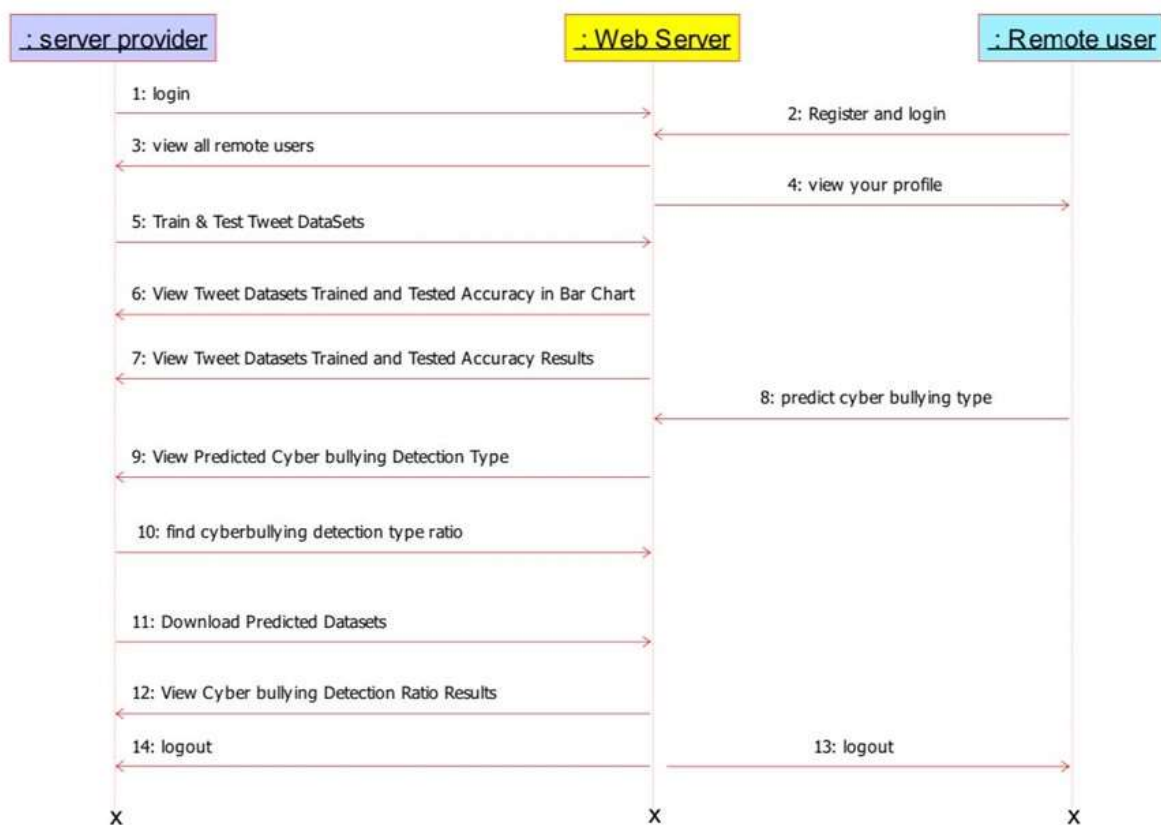 : server provider
: Web Server
: Remote user
1: login
2: Register and login
3: view all remote users
4: view your profile
5: Train & Test Tweet DataSets
6: View Tweet Datasets Trained and Tested Accuracy in Bar Chart
7: View Tweet Datasets Trained and Tested Accuracy Results
8: predict cyber bullying type
9: View Predicted Cyber bullying Detection Type
10: find cyberbullying detection type ratio
11: Download Predicted Datasets
12: View Cyber bullying Detection Ratio Results
14: logout
13: logout
x
x
x